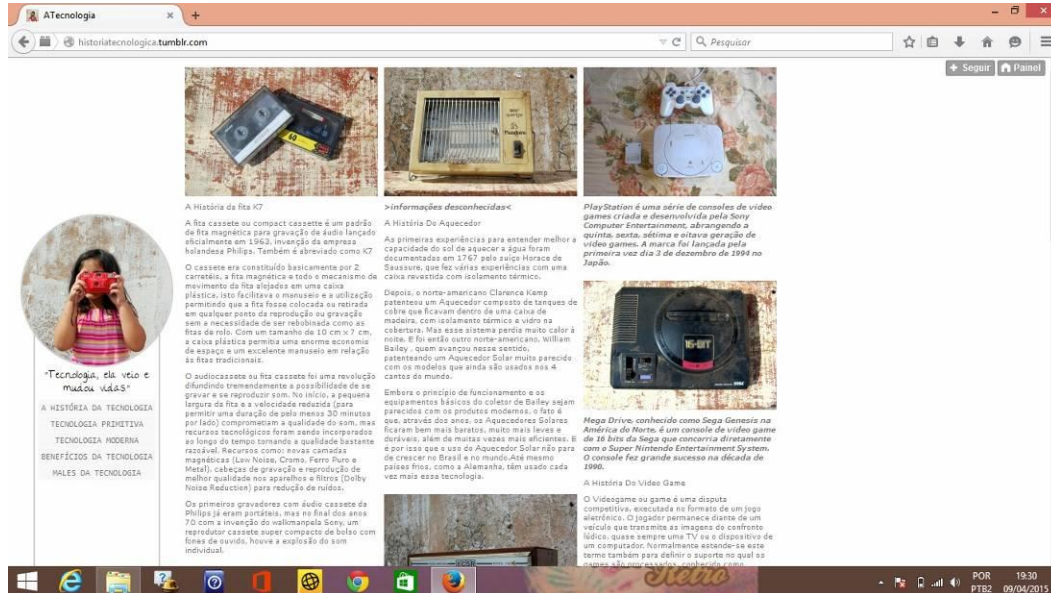 ATecnologia
historiatecnologica.tumblr.com
Pesquisar
Seguir
Painel
"Tecnologia, ela veio e
mudou vidas."
A HISTÓRIA DA TECNOLOGIA
TECNOLOGIA PRIMITIVA
TECNOLOGIA MODERNA
BENEFÍCIOS DA TECNOLOGIA
MALES DA TECNOLOGIA
A História da fita K7
A fita cassete ou compact cassette é um padrão
de fita magnética para gravação de áudio lançado
oficialmente em 1963, invenção da empresa
holandesa Philips. Também é abreviado como K7
O cassete era constituído basicamente por 2
carretéis, a fita magnética e todo o mecanismo de
movimento da fita alojados em uma caixa
plástica, isto facilitava o manuseio e a utilização
permitindo que a fita fosse colocada ou retirada
em qualquer ponto da reprodução ou gravação
sem a necessidade de ser rebobinada como as
fitas de rolo. Com um tamanho de 10 cm x 7 cm,
a caixa plástica permitia uma enorme economia
de espaço e um excelente manuseio em relação
às fitas tradicionais.
O audiocassete ou fita cassete foi uma revolução
difundindo tremendamente a possibilidade de se
gravar e se reproduzir som. No início, a pequena
largura da fita e a velocidade reduzida (para
permitir uma duração de pelo menos 30 minutos
por lado) comprometiam a qualidade do som, mas
recursos tecnológicos foram sendo incorporados
ao longo do tempo tornando a qualidade bastante
razoável. Recursos como: novas camadas
magnéticas (Low Noise, Cromo, Ferro Puro e
Metal), cabeças de gravação e reprodução de
melhor qualidade nos aparelhos e filtros (Dolby
Noise Reduction) para redução de ruídos.
Os primeiros gravadores com áudio cassete da
Philips já eram portáteis, mas no final dos anos
70 com a invenção do walkmanpela Sony, um
reprodutor cassete super compacto de bolso com
fones de ouvido, houve a explosão do som
individual.
>informações desconhecidas<
A História Do Aquecedor
As primeiras experiências para entender melhor a
capacidade do sol de aquecer a água foram
documentadas em 1767 pelo suíço Horace de
Saussure, que fez várias experiências com uma
caixa revestida com isolamento térmico.
Depois, o norte-americano Clarence Kemp
patenteou um Aquecedor composto de tanques de
cobre que ficavam dentro de uma caixa de
madeira, com isolamento térmico e vidro na
cobertura. Mas esse sistema perdia muito calor à
noite. E foi então outro norte-americano, William
Bailey , quem avançou nesse sentido,
patenteando um Aquecedor Solar muito parecido
com os modelos que ainda são usados nos 4
cantos do mundo.
Embora o princípio de funcionamento e os
equipamentos básicos do coletor de Bailey sejam
parecidos com os produtos modernos, o fato é
que, através dos anos, os Aquecedores Solares
ficaram bem mais baratos, muito mais leves e
duráveis, além de muitas vezes mais eficientes. E
é por isso que o uso do Aquecedor Solar não para
de crescer no Brasil e no mundo.Até mesmo
países frios, como a Alemanha, têm usado cada
vez mais essa tecnologia.
PlayStation é uma série de consoles de video
games criada e desenvolvida pela Sony
Computer Entertainment, abrangendo a
quinta, sexta, sétima e oitava geração de
video games. A marca foi lançada pela
primeira vez dia 3 de dezembro de 1994 no
Japão.
16-BIT
Mega Drive, conhecido como Sega Genesis na
América do Norte, é um console de video game
de 16 bits da Sega que concorria diretamente
com o Super Nintendo Entertainment System.
O console fez grande sucesso na década de
1990.
A História Do Video Game
O Videogame ou game é uma disputa
competitiva, executada no formato de um jogo
eletrônico. O jogador permanece diante de um
veículo que transmite as imagens do confronto
lúdico, quase sempre uma TV ou o dispositivo de
um computador. Normalmente estende-se este
termo também para definir o suporte no qual os
games são processados, conhecido como
Retro
POR
PTB2
19:30
09/04/2015